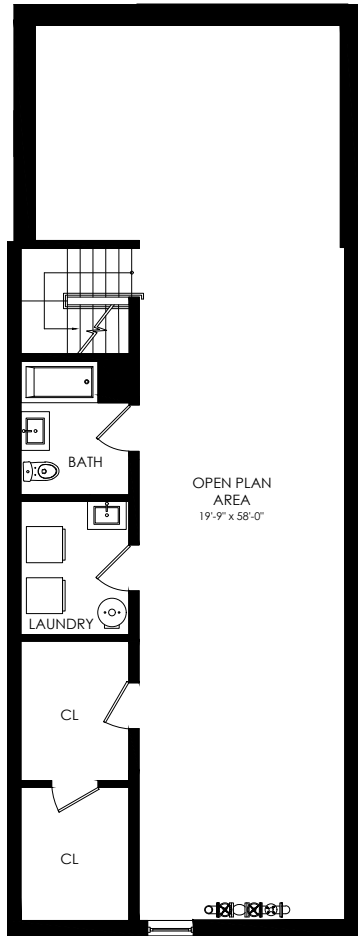 BATH
OPEN PLAN
AREA
19'-9" x 58'-0"
LAUNDRY
CL
CL